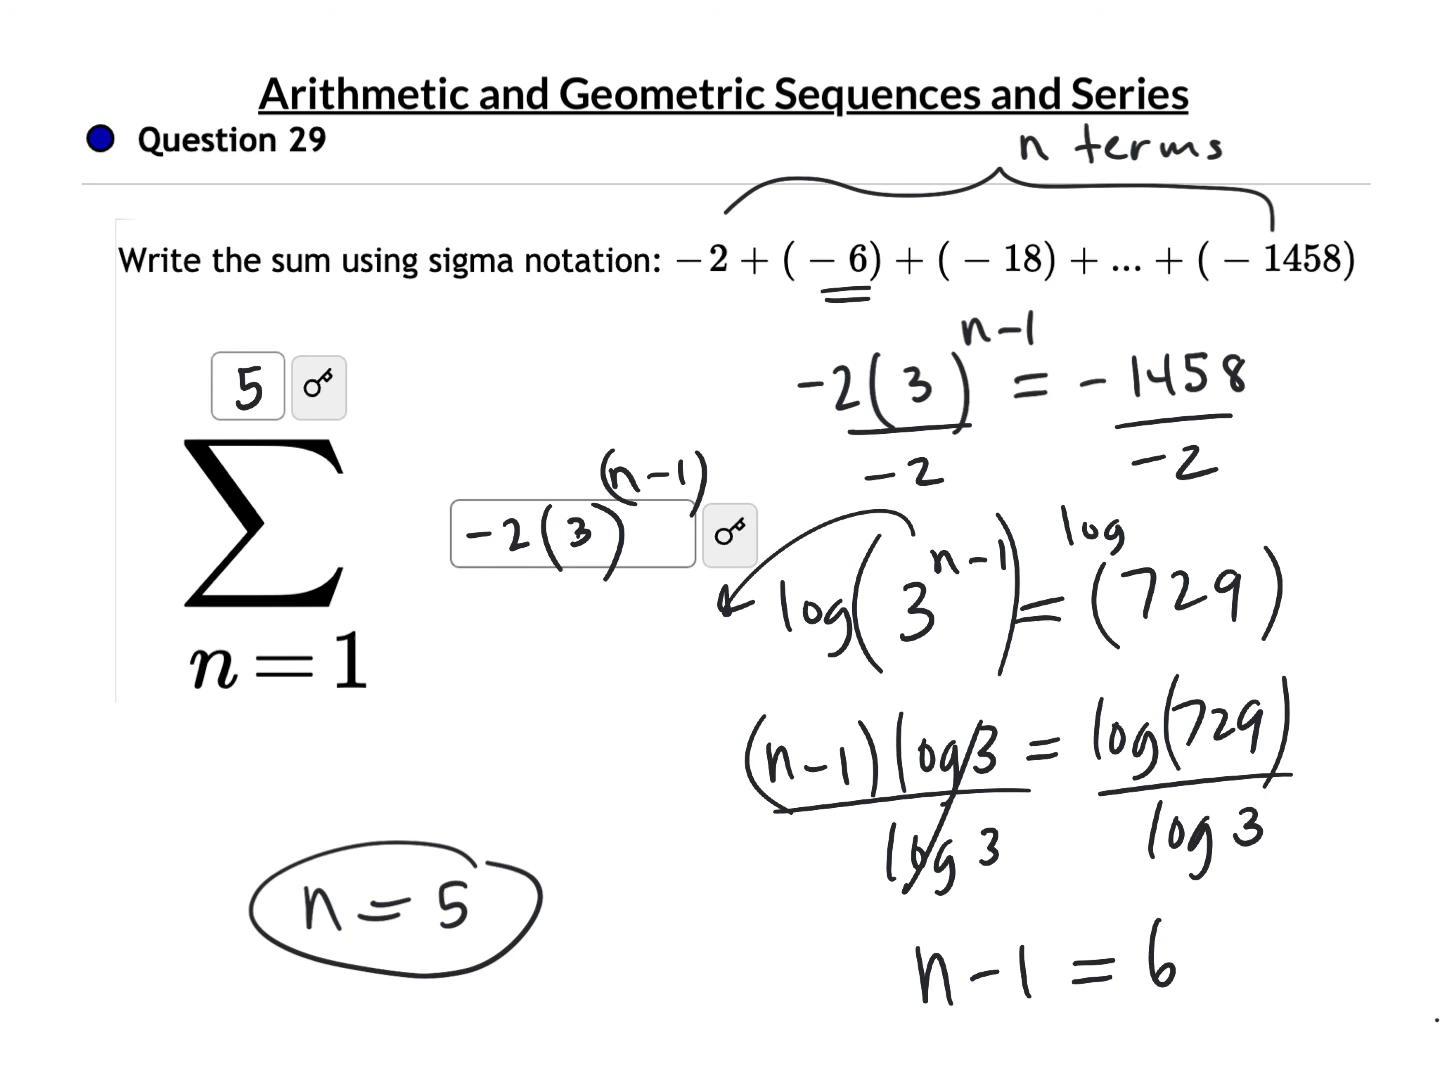 Arithmetic and Geometric Sequences and Series
Question 29
n terms
Write the sum using sigma notation: −2 + ( − 6) + ( − 18) + ... + ( − 1458)
-2(3)^{n-1} = -1458
-2 -2
5
Σ
n = 1
-2(3)^{(n-1)}
log(3^{n-1}) = log(729)
(n-1) log 3 = log(729)
log 3 log 3
n-1 = 6
n = 5